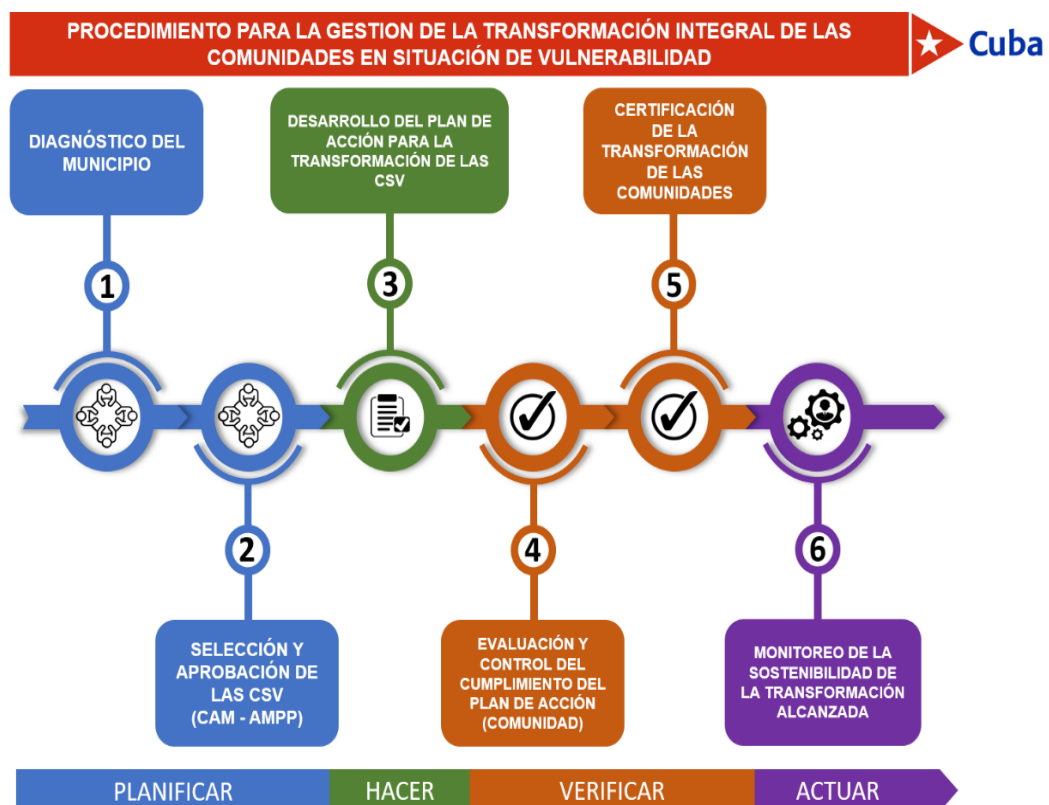 PROCEDIMIENTO PARA LA GESTION DE LA TRANSFORMACIÓN INTEGRAL DE LAS
COMUNIDADES EN SITUACIÓN DE VULNERABILIDAD
Cuba
DIAGNÓSTICO DEL
MUNICIPIO
1
SELECCIÓN Y
APROBACIÓN DE
LAS CSV
(CAM - AMPP)
2
DESARROLLO DEL PLAN DE
ACCIÓN PARA LA
TRANSFORMACIÓN DE LAS
CSV
3
EVALUACIÓN Y
CONTROL DEL
CUMPLIMIENTO DEL
PLAN DE ACCIÓN
(COMUNIDAD)
4
CERTIFICACIÓN
DE LA
TRANSFORMACIÓN
DE LAS
COMUNIDADES
5
MONITOREO DE LA
SOSTENIBILIDAD DE
LA TRANSFORMACIÓN
ALCANZADA
6
PLANIFICAR
HACER
VERIFICAR
ACTUAR